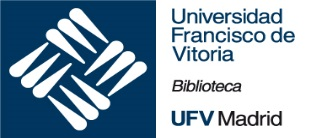 Universidad
Francisco de
Vitoria
Biblioteca
UFV Madrid